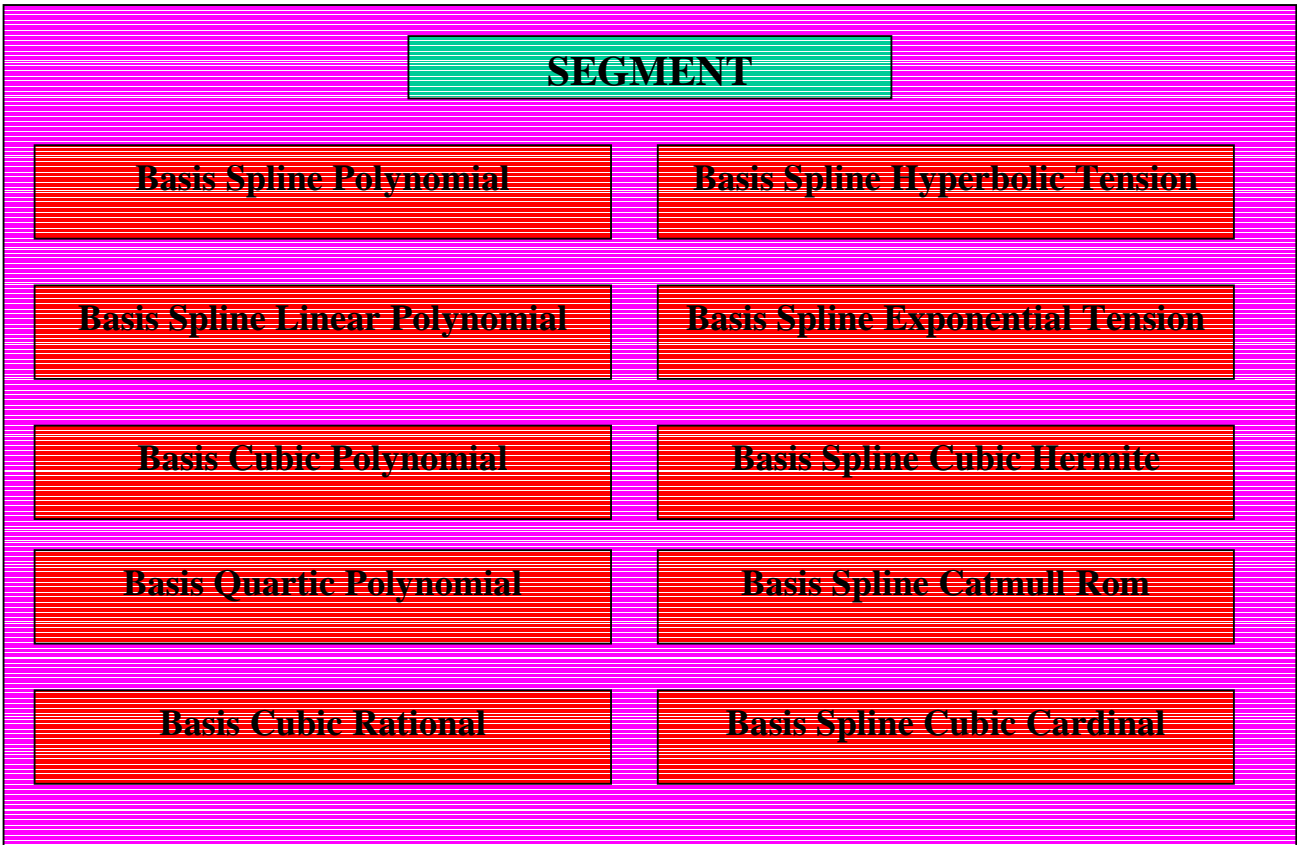 SEGMENT
Basis Spline Polynomial
Basis Spline Hyperbolic Tension
Basis Spline Linear Polynomial
Basis Spline Exponential Tension
Basis Cubic Polynomial
Basis Spline Cubic Hermite
Basis Quartic Polynomial
Basis Spline Catmull Rom
Basis Cubic Rational
Basis Spline Cubic Cardinal